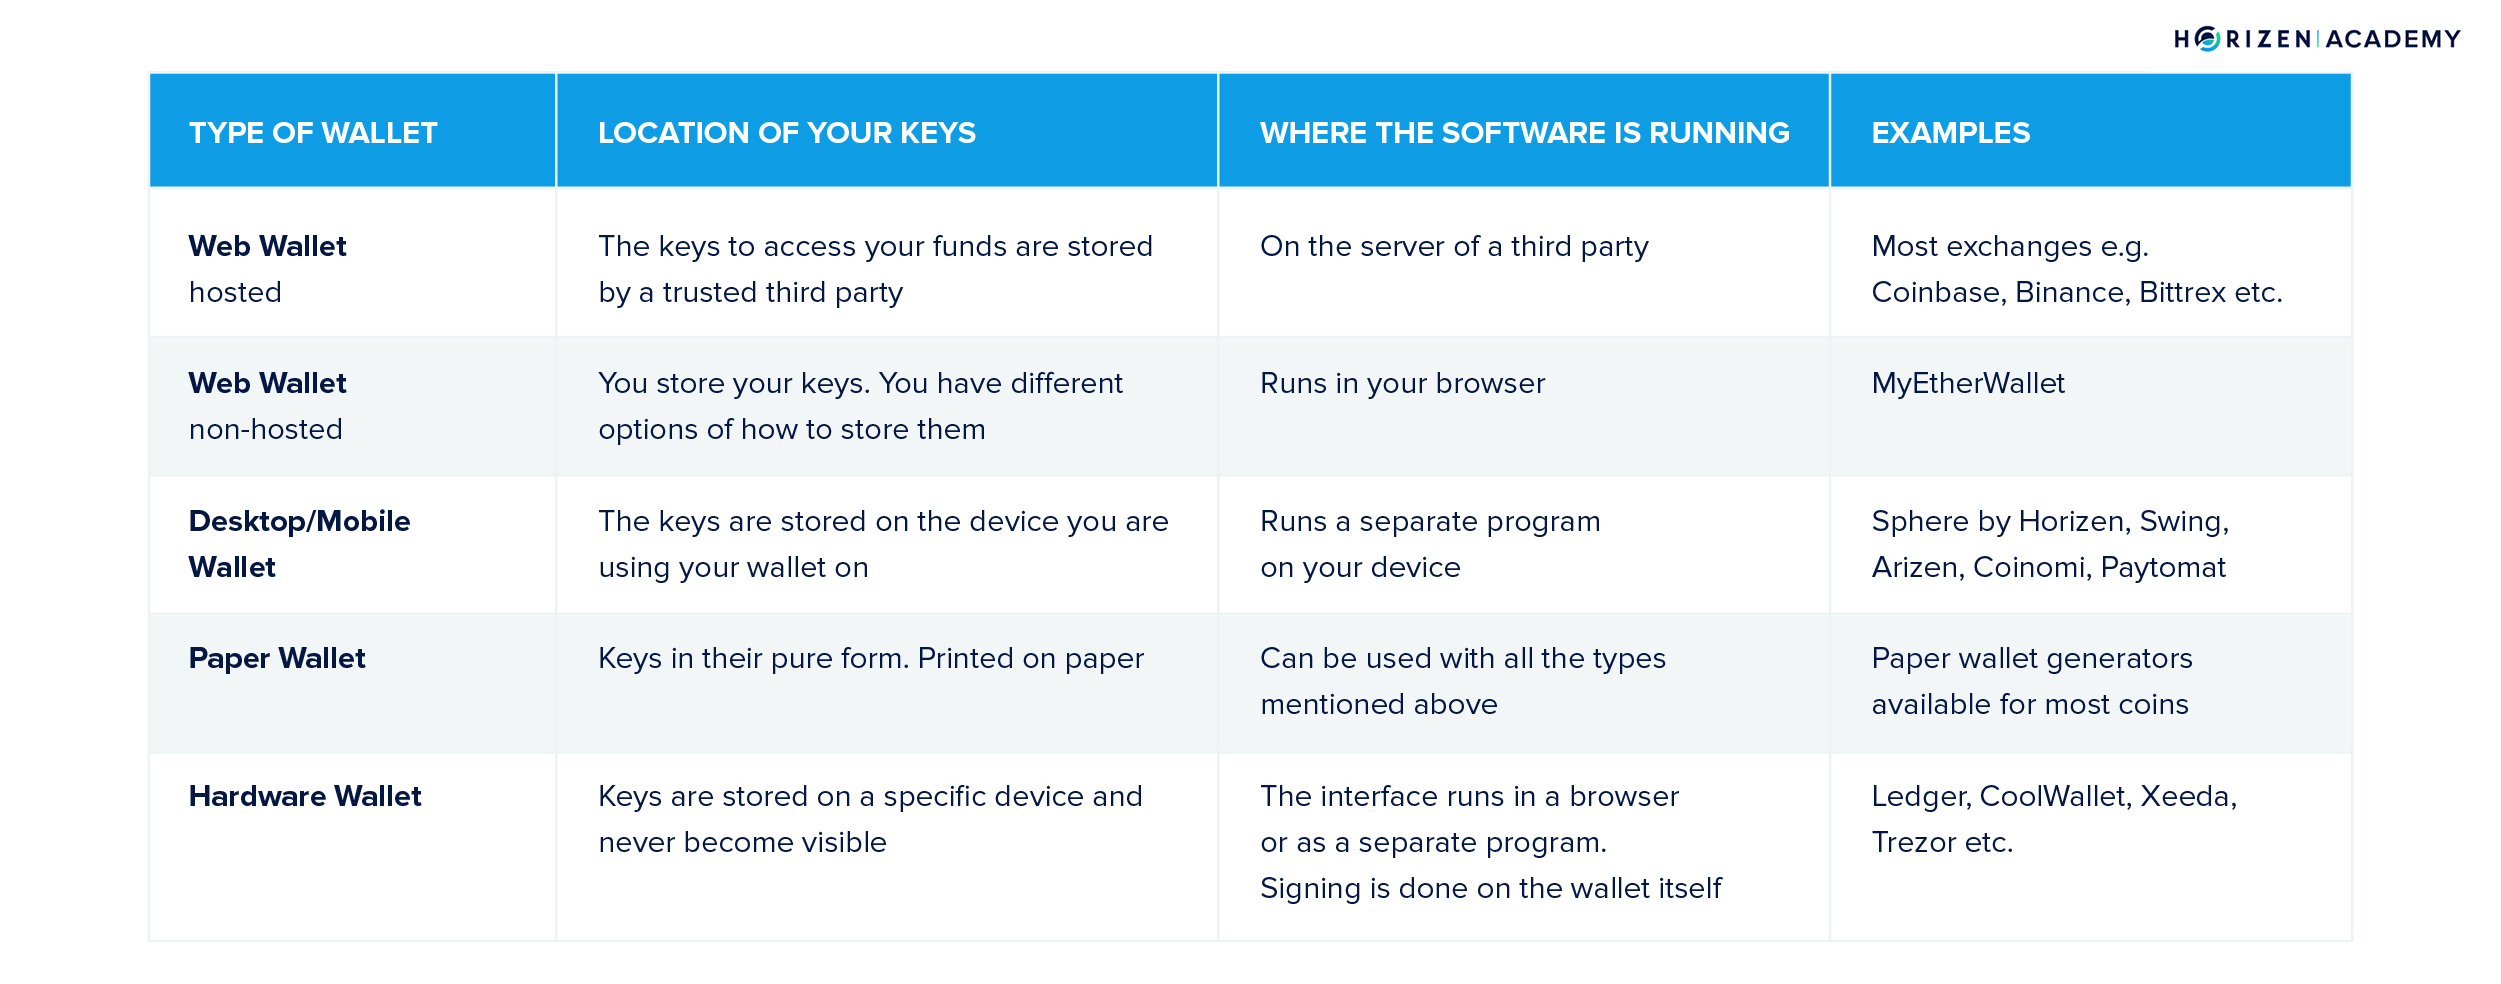 HORIZEN | ACADEMY
TYPE OF WALLET
LOCATION OF YOUR KEYS
WHERE THE SOFTWARE IS RUNNING
EXAMPLES
Web Wallet
hosted
The keys to access your funds are stored
by a trusted third party
On the server of a third party
Most exchanges e.g.
Coinbase, Binance, Bittrex etc.
Web Wallet
non-hosted
You store your keys. You have different
options of how to store them
Runs in your browser
MyEtherWallet
Desktop/Mobile
Wallet
The keys are stored on the device you are
using your wallet on
Runs a separate program
on your device
Sphere by Horizen, Swing,
Arizen, Coinomi, Paytomat
Paper Wallet
Keys in their pure form. Printed on paper
Can be used with all the types
mentioned above
Paper wallet generators
available for most coins
Hardware Wallet
Keys are stored on a specific device and
never become visible
The interface runs in a browser
or as a separate program.
Signing is done on the wallet itself
Ledger, CoolWallet, Xeeda,
Trezor etc.